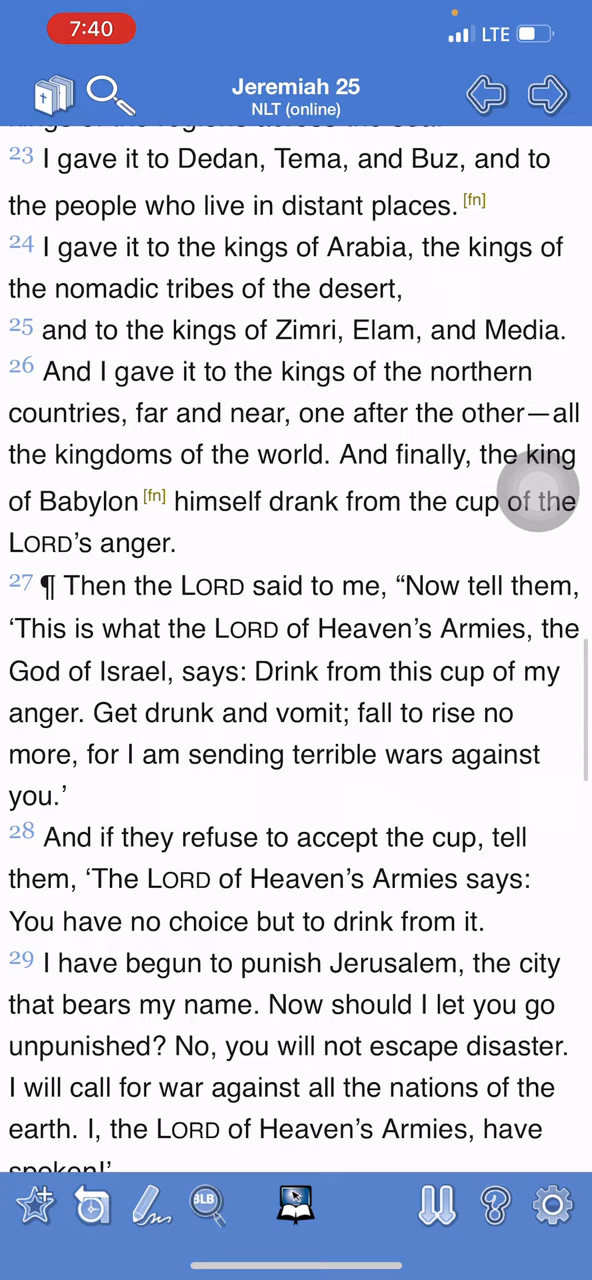 7:40
LTE
Jeremiah 25
NLT (online)
kings of the regions across the sea.
23 I gave it to Dedan, Tema, and Buz, and to
the people who live in distant places. [fn]
24 I gave it to the kings of Arabia, the kings of
the nomadic tribes of the desert,
25 and to the kings of Zimri, Elam, and Media.
26 And I gave it to the kings of the northern
countries, far and near, one after the other—all
the kingdoms of the world. And finally, the king
of Babylon [fn] himself drank from the cup of the
LORD’s anger.
27 ¶ Then the LORD said to me, “Now tell them,
‘This is what the LORD of Heaven’s Armies, the
God of Israel, says: Drink from this cup of my
anger. Get drunk and vomit; fall to rise no
more, for I am sending terrible wars against
you.’
28 And if they refuse to accept the cup, tell
them, ‘The LORD of Heaven’s Armies says:
You have no choice but to drink from it.
29 I have begun to punish Jerusalem, the city
that bears my name. Now should I let you go
unpunished? No, you will not escape disaster.
I will call for war against all the nations of the
earth. I, the LORD of Heaven’s Armies, have
spoken!’
BLB